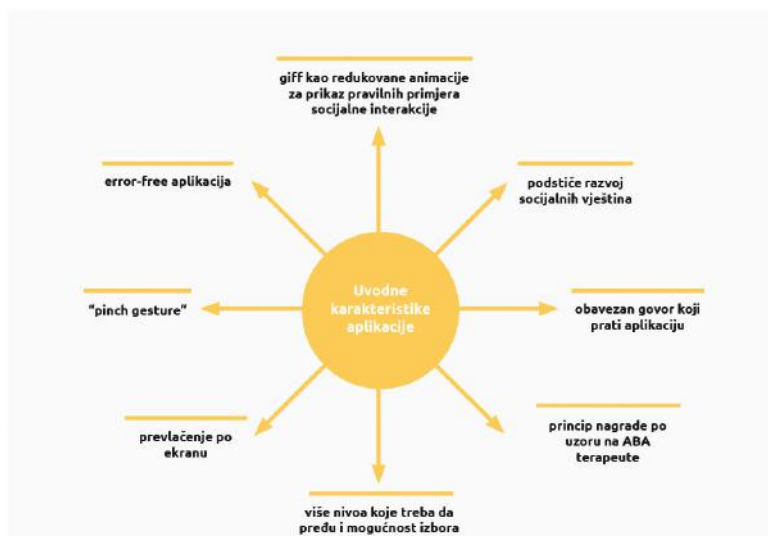 giff kao redukovane animacije
za prikaz pravilnih primjera
socijalne interakcije
error-free aplikacija
podstiče razvoj
socijalnih vještina
Uvodne
karakteristike
aplikacije
"pinch gesture"
obavezan govor koji
prati aplikaciju
prevlačenje po
ekranu
princip nagrade po
uzoru na ABA
terapeute
više nivoa koje treba da
pređu i mogućnost izbora